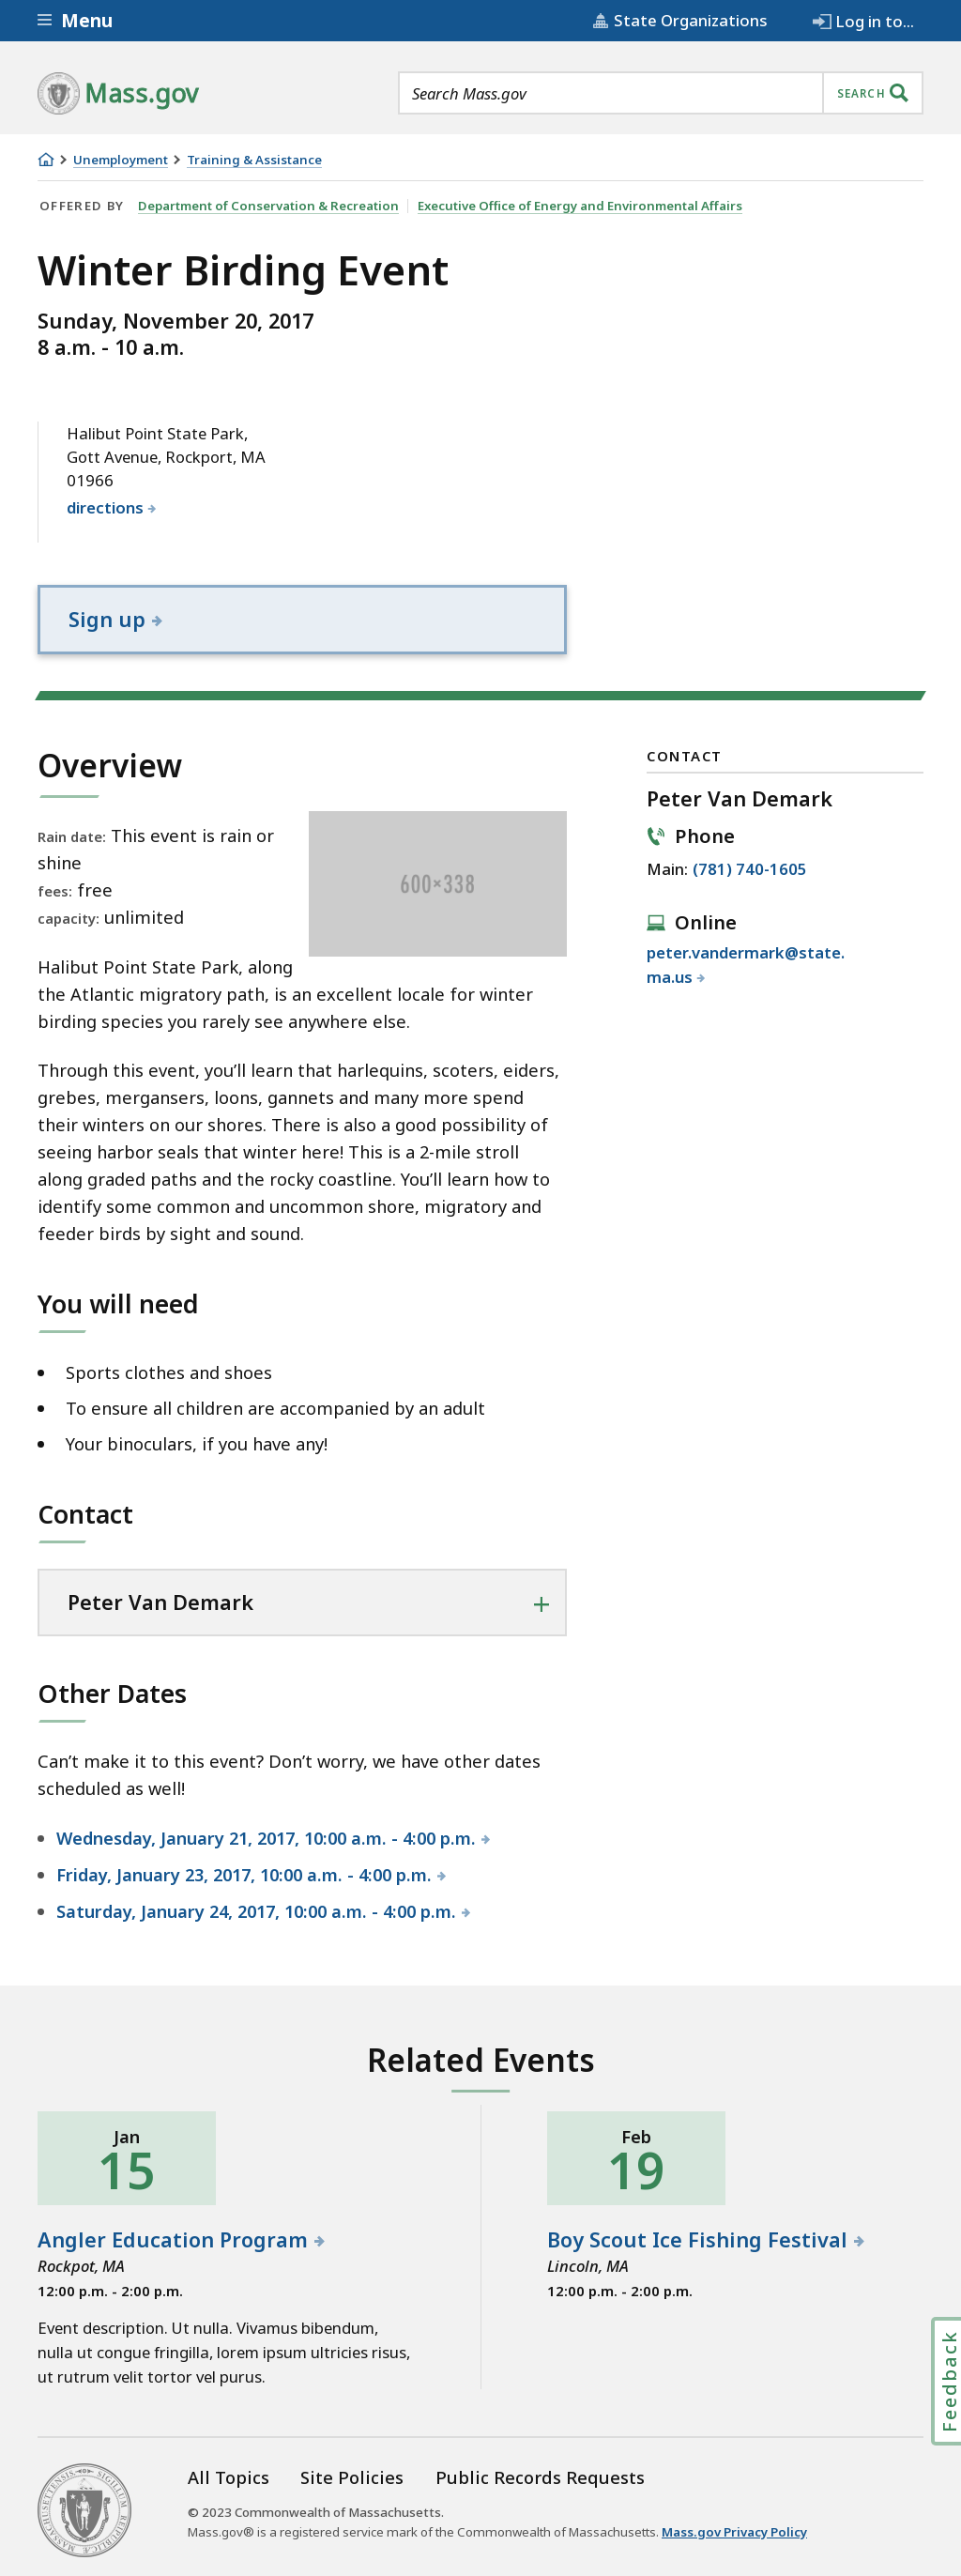 Menu
State Organizations
Log in to...
Mass.gov
Search Mass.gov
SEARCH
Unemployment
Training & Assistance
OFFERED BY Department of Conservation & Recreation Executive Office of Energy and Environmental Affairs
Winter Birding Event
Sunday, November 20, 2017
8 a.m. - 10 a.m.
Halibut Point State Park,
Gott Avenue, Rockport, MA
01966
directions
Sign up
Overview
Rain date: This event is rain or
shine
fees: free
capacity: unlimited
600×338
Halibut Point State Park, along
the Atlantic migratory path, is an excellent locale for winter
birding species you rarely see anywhere else.
Through this event, you’ll learn that harlequins, scoters, eiders,
grebes, mergansers, loons, gannets and many more spend
their winters on our shores. There is also a good possibility of
seeing harbor seals that winter here! This is a 2-mile stroll
along graded paths and the rocky coastline. You’ll learn how to
identify some common and uncommon shore, migratory and
feeder birds by sight and sound.
You will need
Sports clothes and shoes
To ensure all children are accompanied by an adult
Your binoculars, if you have any!
Contact
Peter Van Demark
Other Dates
Can’t make it to this event? Don’t worry, we have other dates
scheduled as well!
Wednesday, January 21, 2017, 10:00 a.m. - 4:00 p.m.
Friday, January 23, 2017, 10:00 a.m. - 4:00 p.m.
Saturday, January 24, 2017, 10:00 a.m. - 4:00 p.m.
CONTACT
Peter Van Demark
Phone
Main: (781) 740-1605
Online
peter.vandermark@state.
ma.us
Related Events
Jan
15
Angler Education Program
Rockpot, MA
12:00 p.m. - 2:00 p.m.
Event description. Ut nulla. Vivamus bibendum,
nulla ut congue fringilla, lorem ipsum ultricies risus,
ut rutrum velit tortor vel purus.
Feb
19
Boy Scout Ice Fishing Festival
Lincoln, MA
12:00 p.m. - 2:00 p.m.
Feedback
All Topics
Site Policies
Public Records Requests
© 2023 Commonwealth of Massachusetts.
Mass.gov® is a registered service mark of the Commonwealth of Massachusetts. Mass.gov Privacy Policy